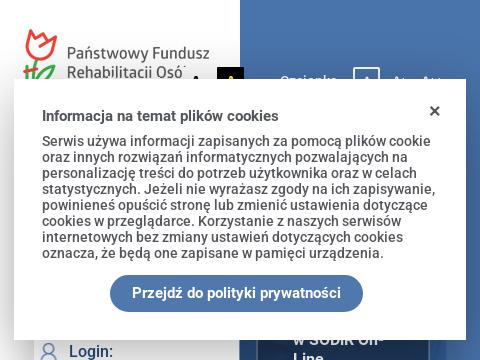 Państwowy Fundusz
Rehabilitacji Osó
Czcionka
Informacja na temat plików cookies
×
Serwis używa informacji zapisanych za pomocą plików cookie
oraz innych rozwiązań informatycznych pozwalających na
personalizację treści do potrzeb użytkownika oraz w celach
statystycznych. Jeżeli nie wyrażasz zgody na ich zapisywanie,
powinieneś opuścić stronę lub zmienić ustawienia dotyczące
cookies w przeglądarce. Korzystanie z naszych serwisów
internetowych bez zmiany ustawień dotyczących cookies
oznacza, że będą one zapisane w pamięci urządzenia.
Przejdź do polityki prywatności
w SODiR On-
Line
Login: